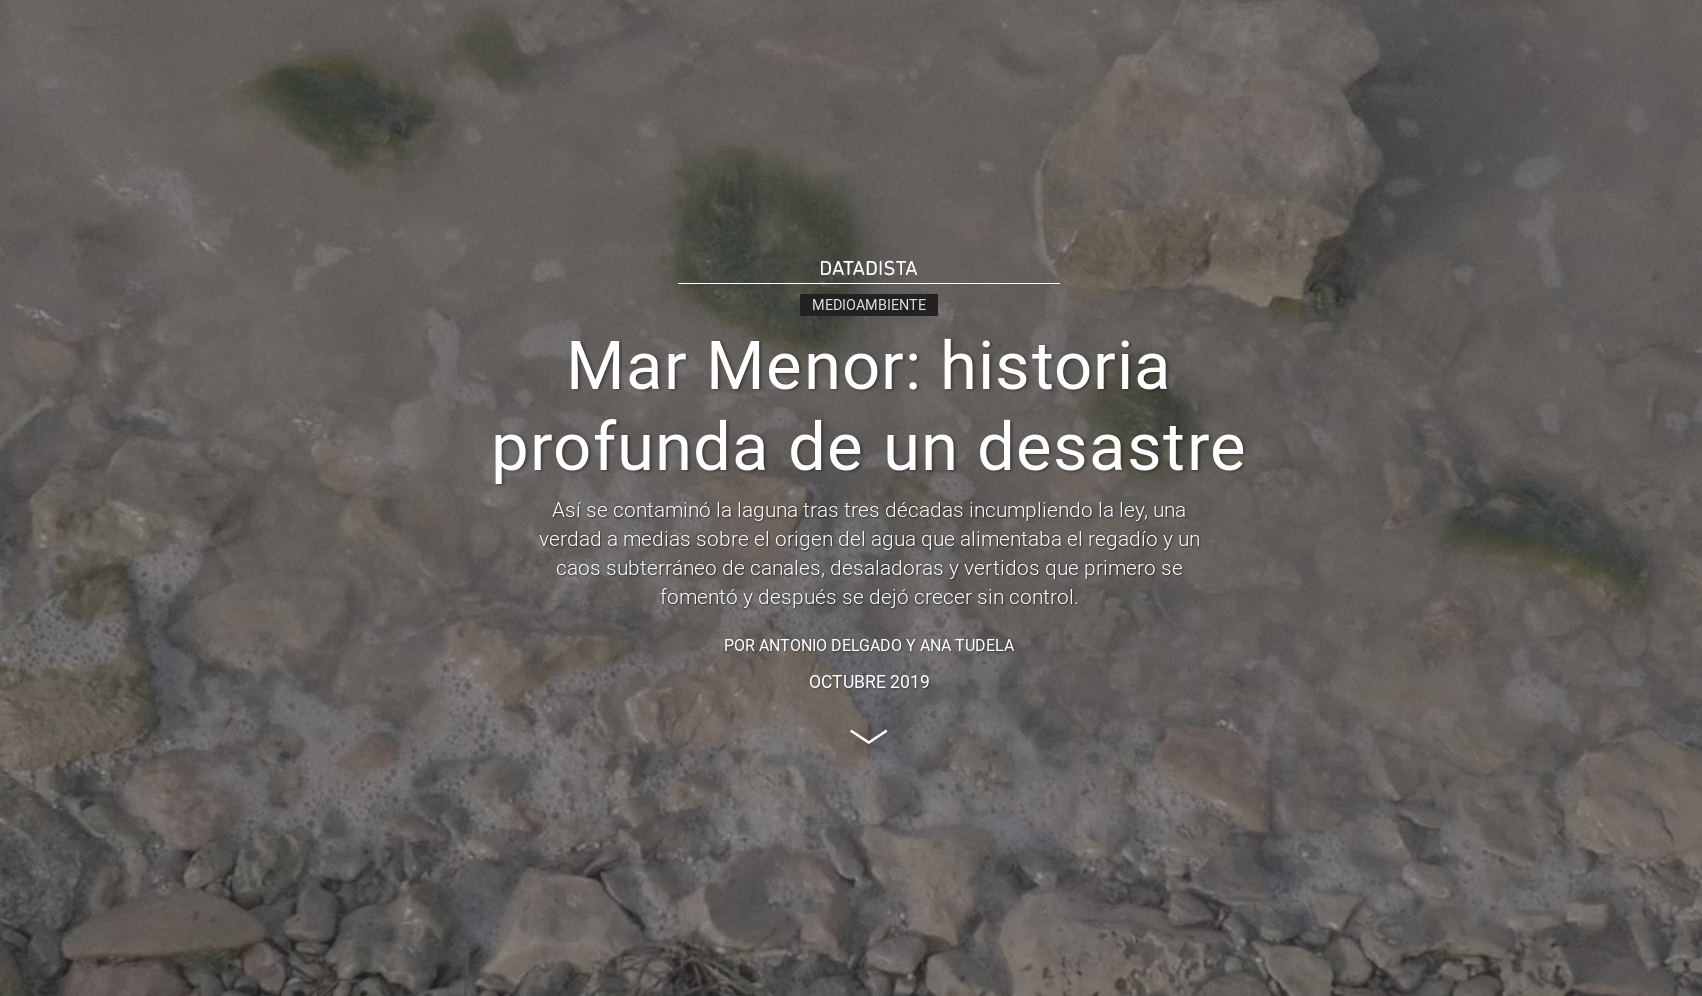 DATADISTA
MEDIOAMBIENTE
Mar Menor: historia
profunda de un desastre
Así se contaminó la laguna tras tres décadas incumpliendo la ley, una
verdad a medias sobre el origen del agua que alimentaba el regadío y un
caos subterráneo de canales, desaladoras y vertidos que primero se
fomentó y después se dejó crecer sin control.
POR ANTONIO DELGADO Y ANA TUDELA
OCTUBRE 2019